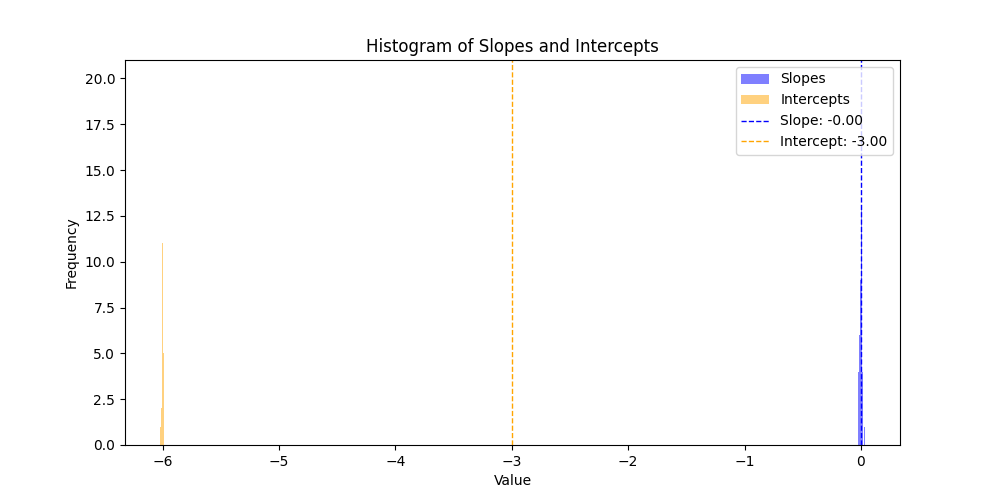 Histogram of Slopes and Intercepts
Slopes
Intercepts
Slope: -0.00
Intercept: -3.00
20.0
17.5
15.0
12.5
10.0
7.5
5.0
2.5
0.0
Frequency
−6 −5 −4 −3 −2 −1 0
Value